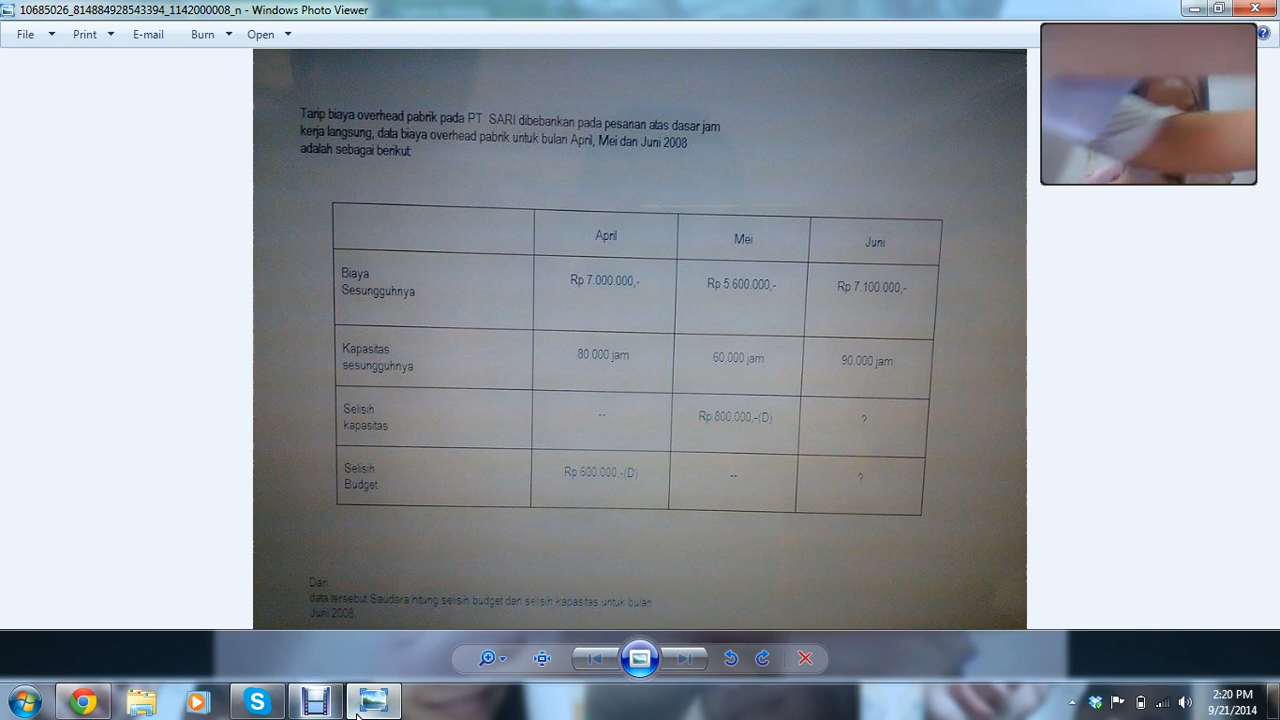 10685026_814884928543394_1142000008_n - Windows Photo Viewer
File Print E-mail Burn Open
Tarip biaya overhead pabrik pada PT SARI dibebankan pada pesanan atas dasar jam
kerja langsung, data biaya overhead pabrik untuk bulan April, Mei dan Juni 2008
adalah sebagai berikut:
April Mei Juni
Biaya
Sesungguhnya
Rp 7.000.000,- Rp 5.600.000,- Rp 7.100.000,-
Kapasitas
sesungguhnya
80.000 jam 60.000 jam 90.000 jam
Selisih
kapasitas
-- Rp 800.000,-(D) ?
Selisih
Budget
Rp 600.000,-(D) -- ?
Dari
data tersebut Saudara hitung selisih budget dan selisih kapasitas untuk bulan
Juni 2008
2:20 PM
9/21/2014